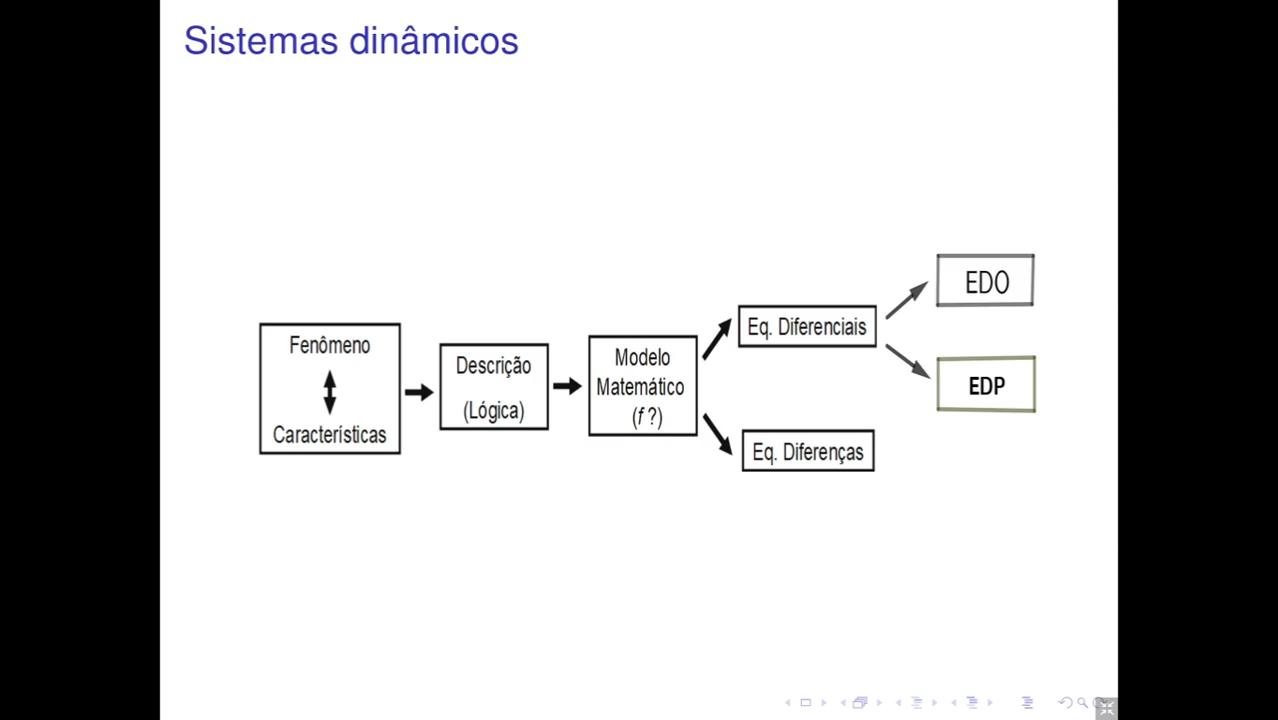 Sistemas dinâmicos
Fenômeno
Características
Descrição
(Lógica)
Modelo
Matemático
(f ?)
Eq. Diferenciais
Eq. Diferenças
EDO
EDP